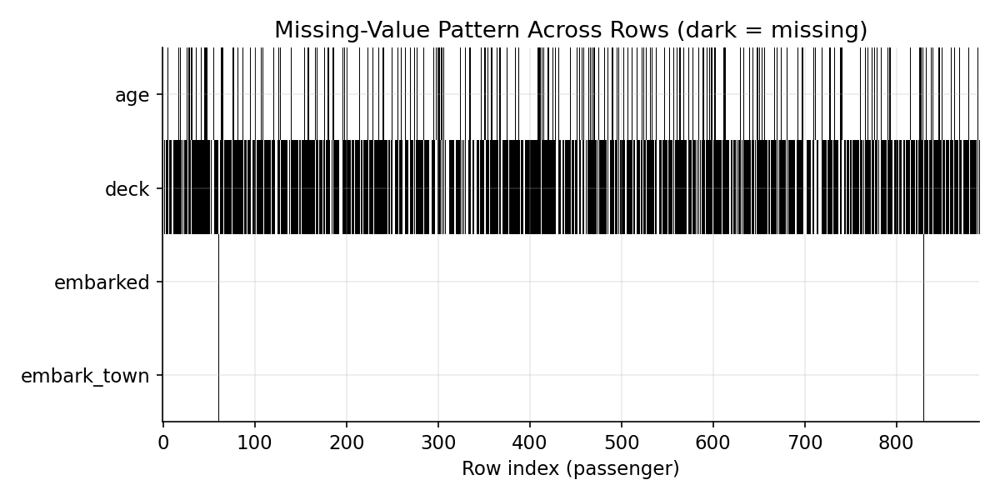 Missing-Value Pattern Across Rows (dark = missing)
age
deck
embarked
embark_town
0 100 200 300 400 500 600 700 800
Row index (passenger)